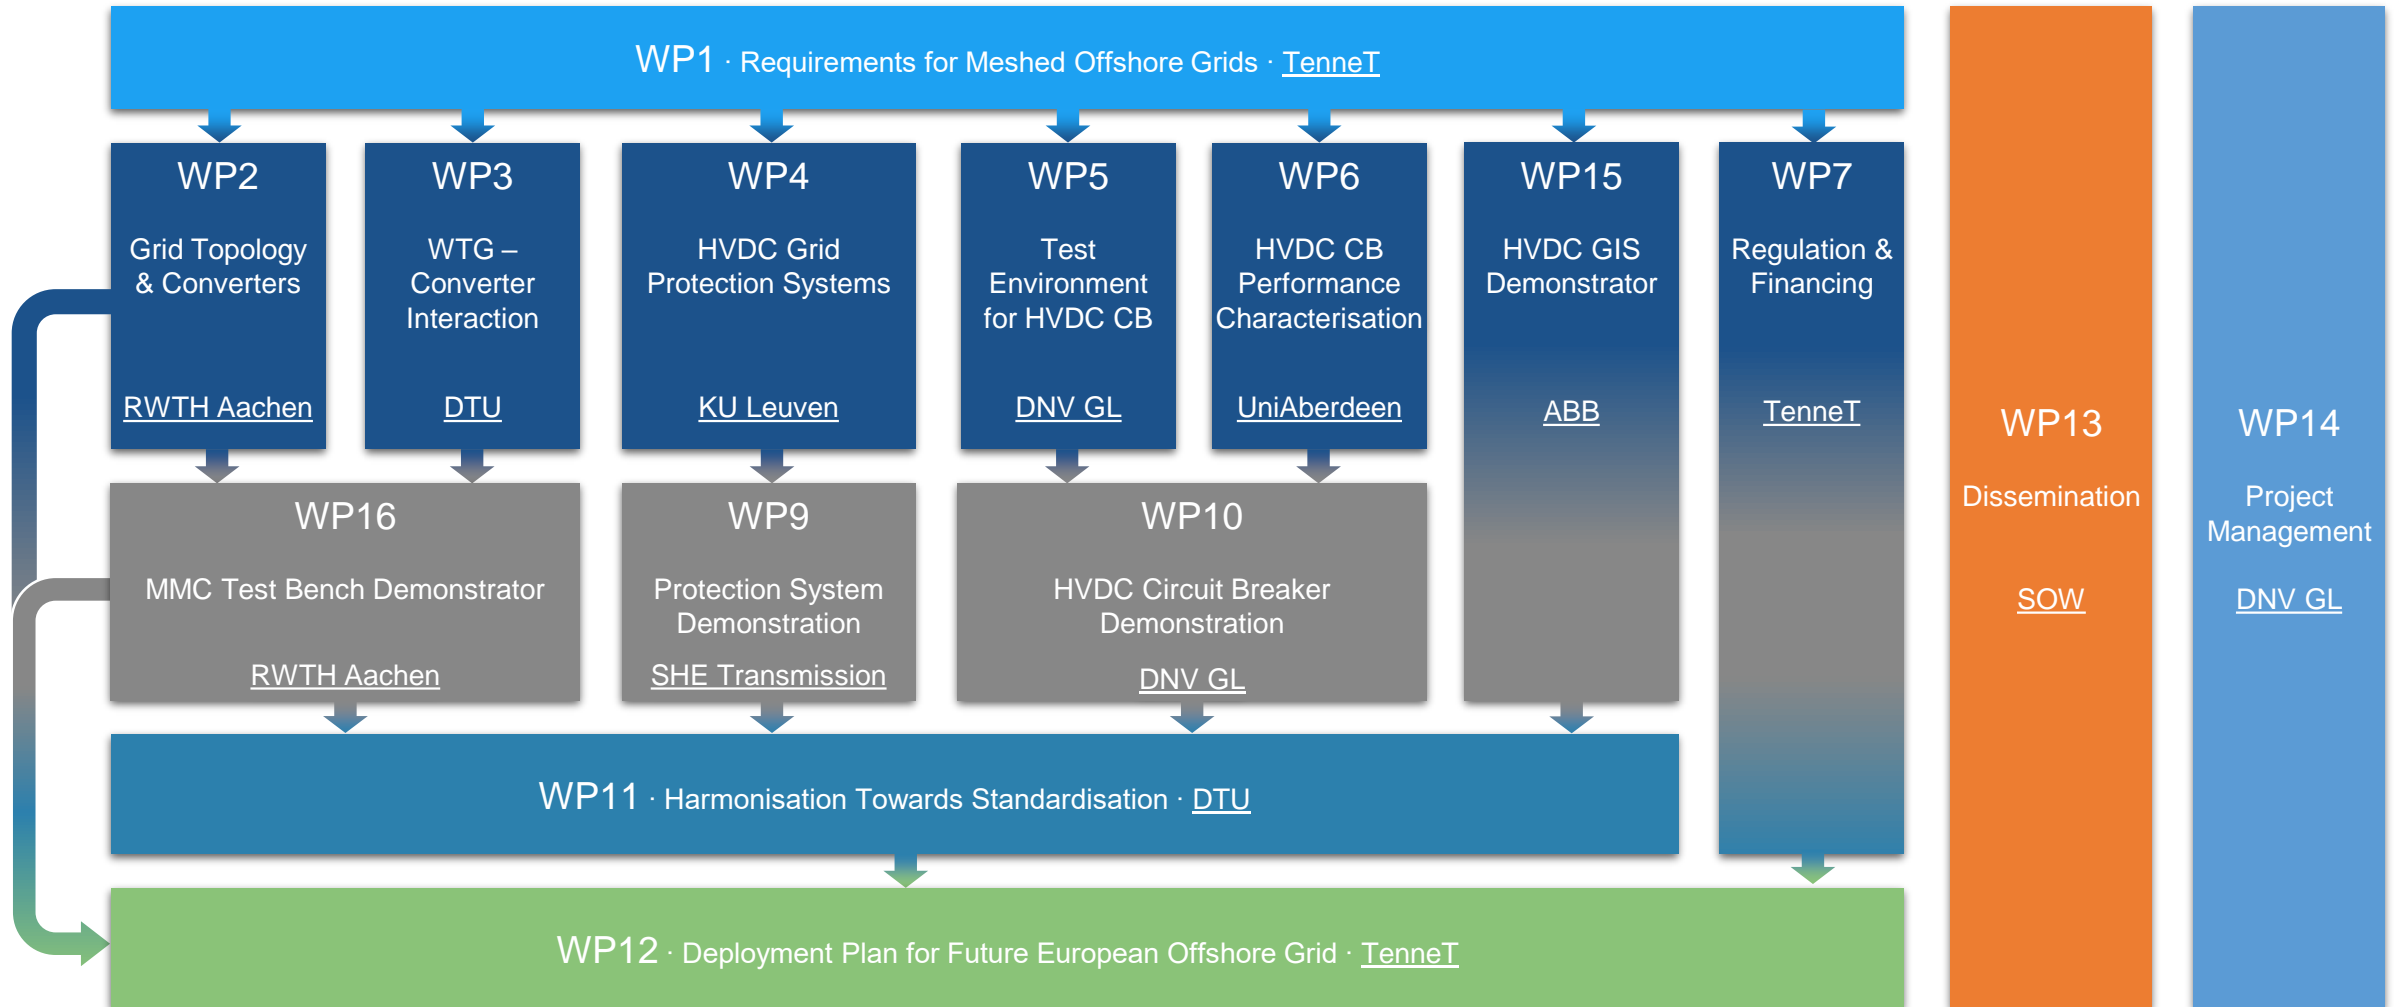 WP1 · Requirements for Meshed Offshore Grids · TenneT
WP2
Grid Topology
& Converters
RWTH Aachen
WP3
WTG –
Converter
Interaction
DTU
WP4
HVDC Grid
Protection Systems
KU Leuven
WP5
Test
Environment
for HVDC CB
DNV GL
WP6
HVDC CB
Performance
Characterisation
UniAberdeen
WP15
HVDC GIS
Demonstrator
ABB
WP7
Regulation &
Financing
TenneT
WP16
MMC Test Bench Demonstrator
RWTH Aachen
WP9
Protection System
Demonstration
SHE Transmission
WP10
HVDC Circuit Breaker
Demonstration
DNV GL
WP11 · Harmonisation Towards Standardisation · DTU
WP12 · Deployment Plan for Future European Offshore Grid · TenneT
WP13
Dissemination
SOW
WP14
Project
Management
DNV GL